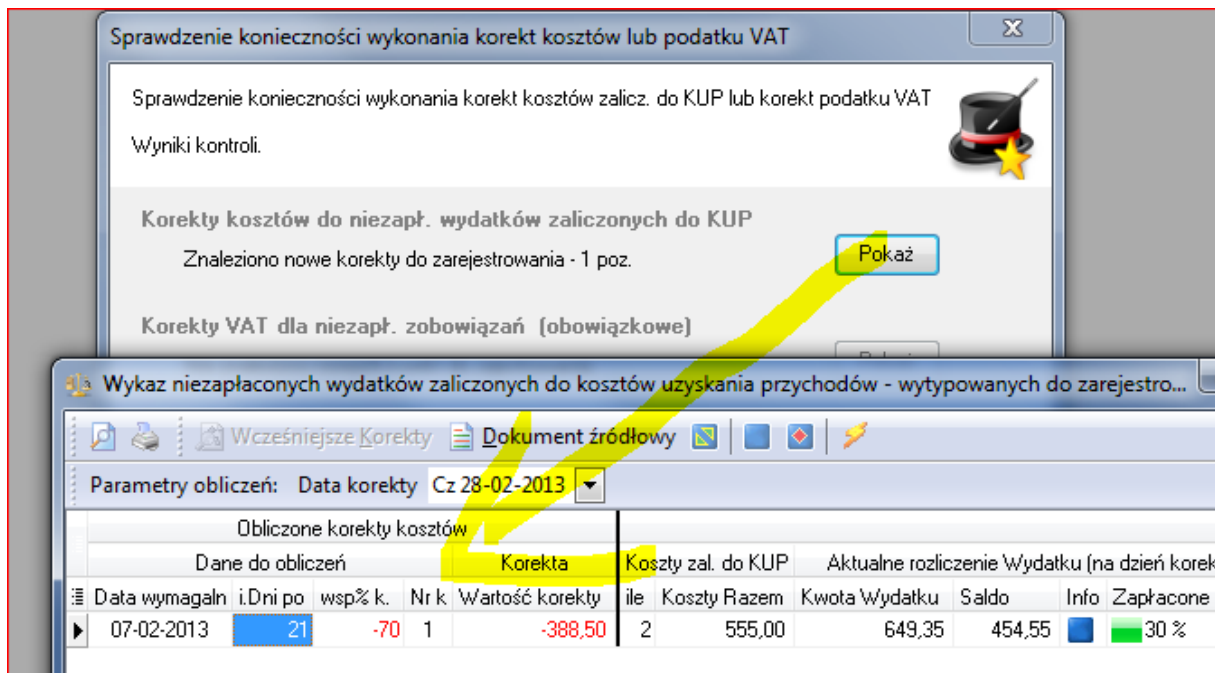 Sprawdzenie konieczności wykonania korekt kosztów lub podatku VAT
Sprawdzenie konieczności wykonania korekt kosztów zalicz. do KUP lub korekt podatku VAT
Wyniki kontroli.
Korekty kosztów do niezapł. wydatków zaliczonych do KUP
Znaleziono nowe korekty do zarejestrowania - 1 poz.
Pokaż
Korekty VAT dla niezapł. zobowiązań (obowiązkowe)
Wykaz niezapłaconych wydatków zaliczonych do kosztów uzyskania przychodów - wytypowanych do zarejestro...
Wcześniejsze Korekty Dokument źródłowy
Parametry obliczeń: Data korekty Cz 28-02-2013
Obliczone korekty kosztów
Dane do obliczeń Korekta Koszty zal. do KUP Aktualne rozliczenie Wydatku (na dzień korek
Data wymagaln i.Dni po wsp% k. Nr k Wartość korekty ile Koszty Razem Kwota Wydatku Saldo Info Zapłacone
07-02-2013 21 -70 1 -388,50 2 555,00 649,35 454,55 30 %